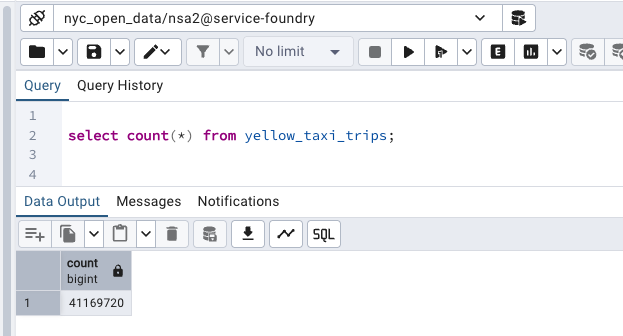 nyc_open_data/nsa2@service-foundry
No limit
E
Query Query History
1
2 select count(*) from yellow_taxi_trips;
3
4
Data Output Messages Notifications
SQL
count
bigint
1 41169720